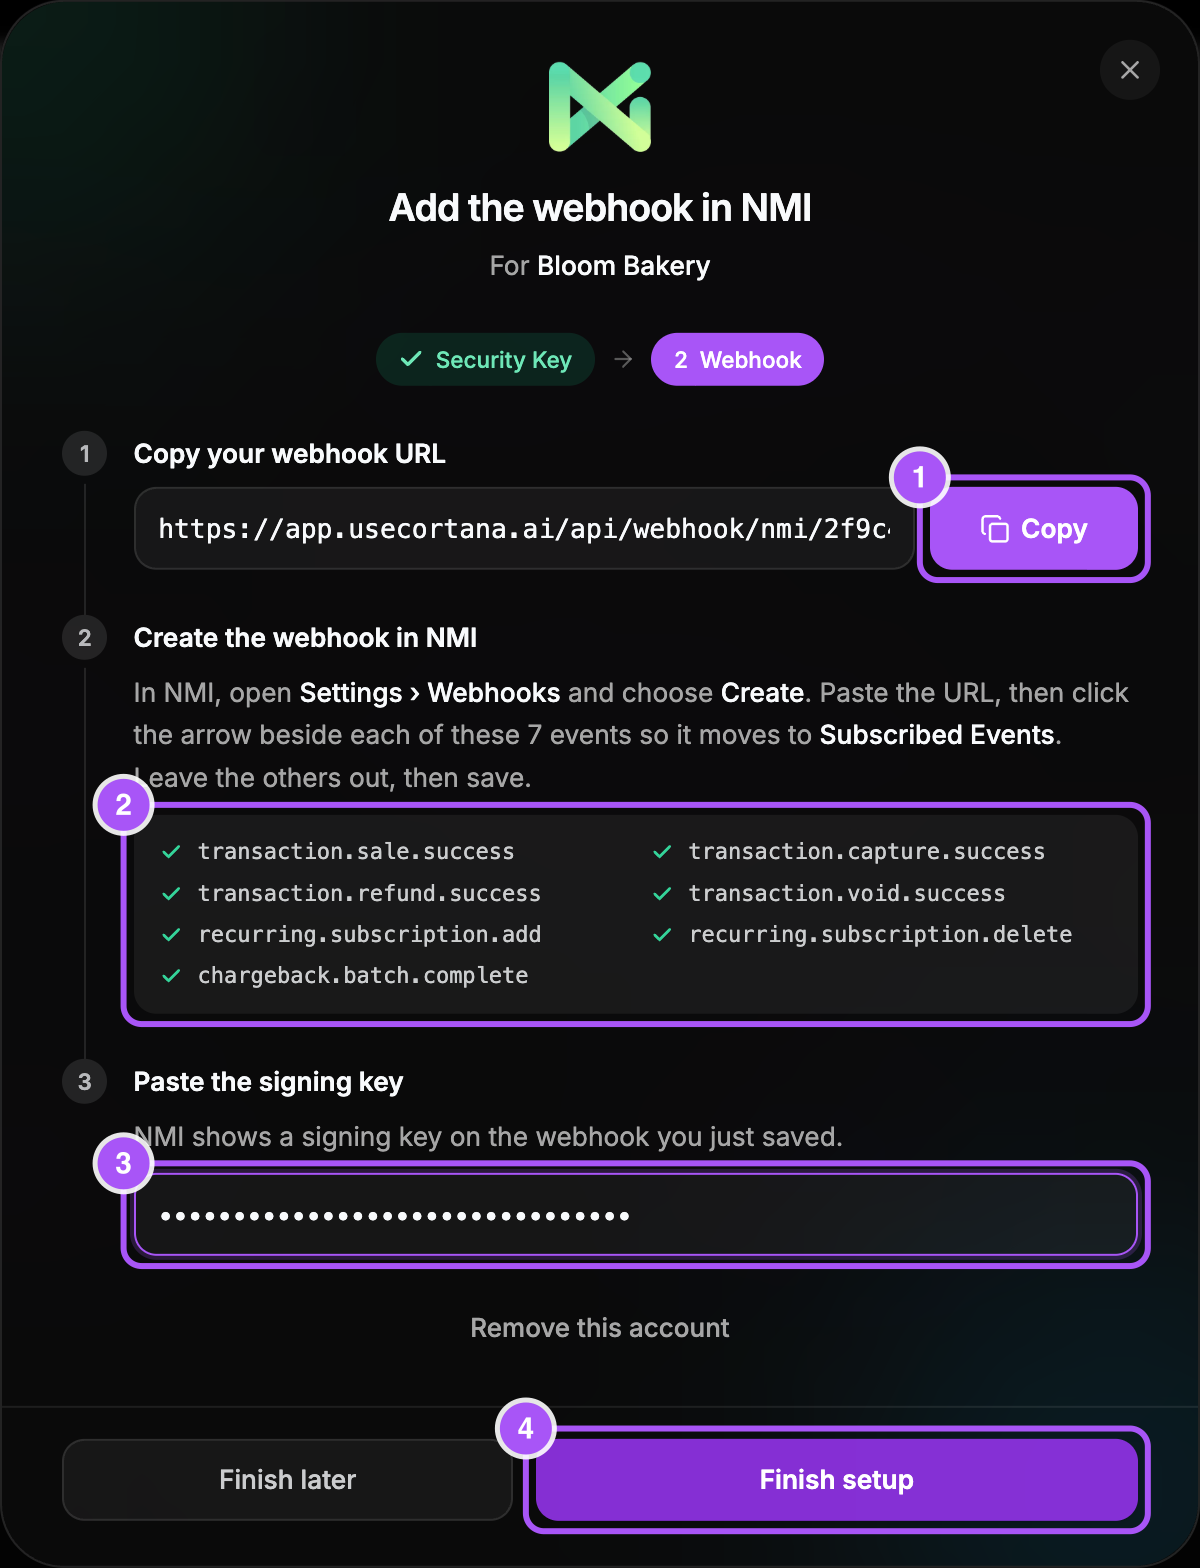 Add the webhook in NMI
For Bloom Bakery
Security Key
2 Webhook
1
Copy your webhook URL
1
https://app.usecortana.ai/api/webhook/nmi/2f9c
Copy
2
Create the webhook in NMI
In NMI, open Settings › Webhooks and choose Create. Paste the URL, then click
the arrow beside each of these 7 events so it moves to Subscribed Events.
Leave the others out, then save.
2
transaction.sale.success
transaction.capture.success
transaction.refund.success
transaction.void.success
recurring.subscription.add
recurring.subscription.delete
chargeback.batch.complete
3
Paste the signing key
NMI shows a signing key on the webhook you just saved.
3
Remove this account
4
Finish later
Finish setup